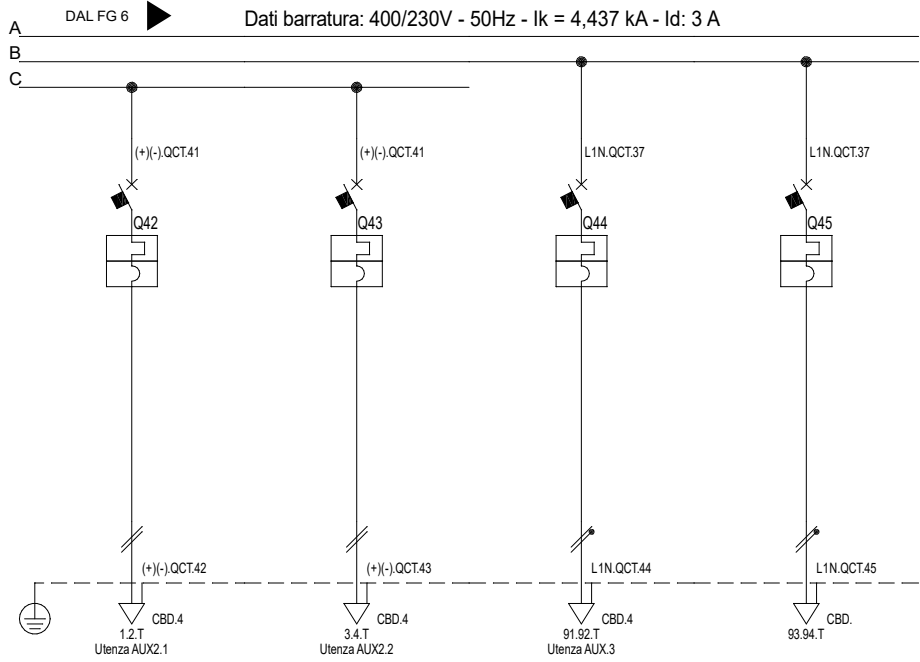 DAL FG 6
Dati barratura: 400/230V - 50Hz - Ik = 4,437 kA - Id: 3 A
A
B
C
(+)(-).QCT.41
(+)(-).QCT.41
L1N.QCT.37
L1N.QCT.37
Q42
Q43
Q44
Q45
(+)(-).QCT.42
(+)(-).QCT.43
L1N.QCT.44
L1N.QCT.45
CBD.4
CBD.4
CBD.4
CBD.
1.2.T
3.4.T
91.92.T
93.94.T
Utenza AUX2.1
Utenza AUX2.2
Utenza AUX.3